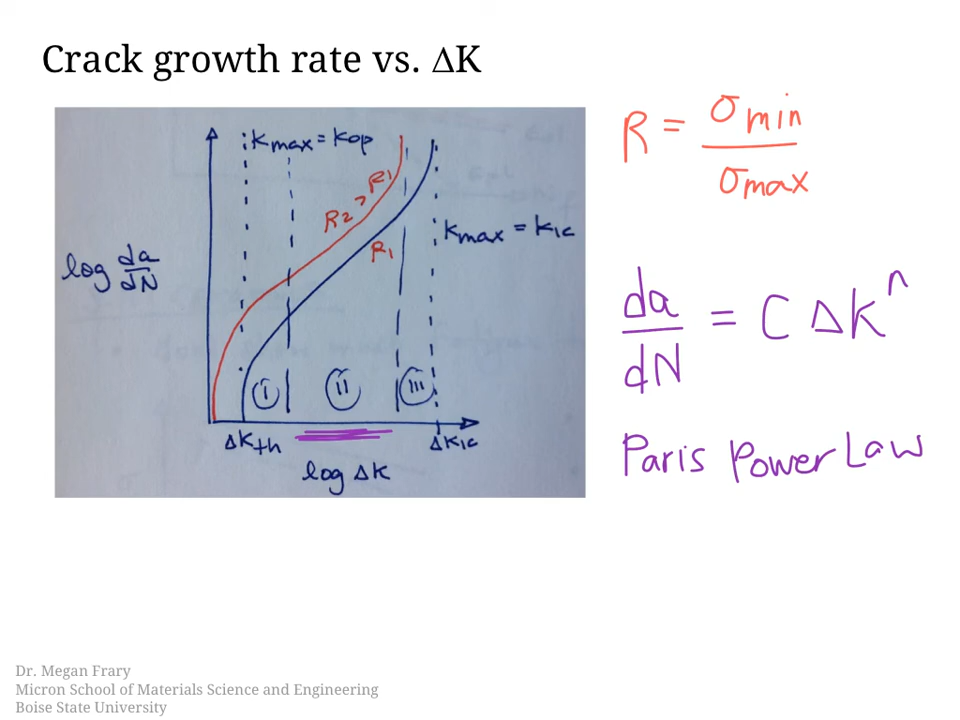 Crack growth rate vs. ΔK
Kmax = Kop
R2 > R1
R1
Kmax = KIC
log da/dN
I II III
ΔKth
ΔKIC
log ΔK
R = σmin/σmax
da/dN = C ΔK^n
Paris Power Law
Dr. Megan Frary
Micron School of Materials Science and Engineering
Boise State University